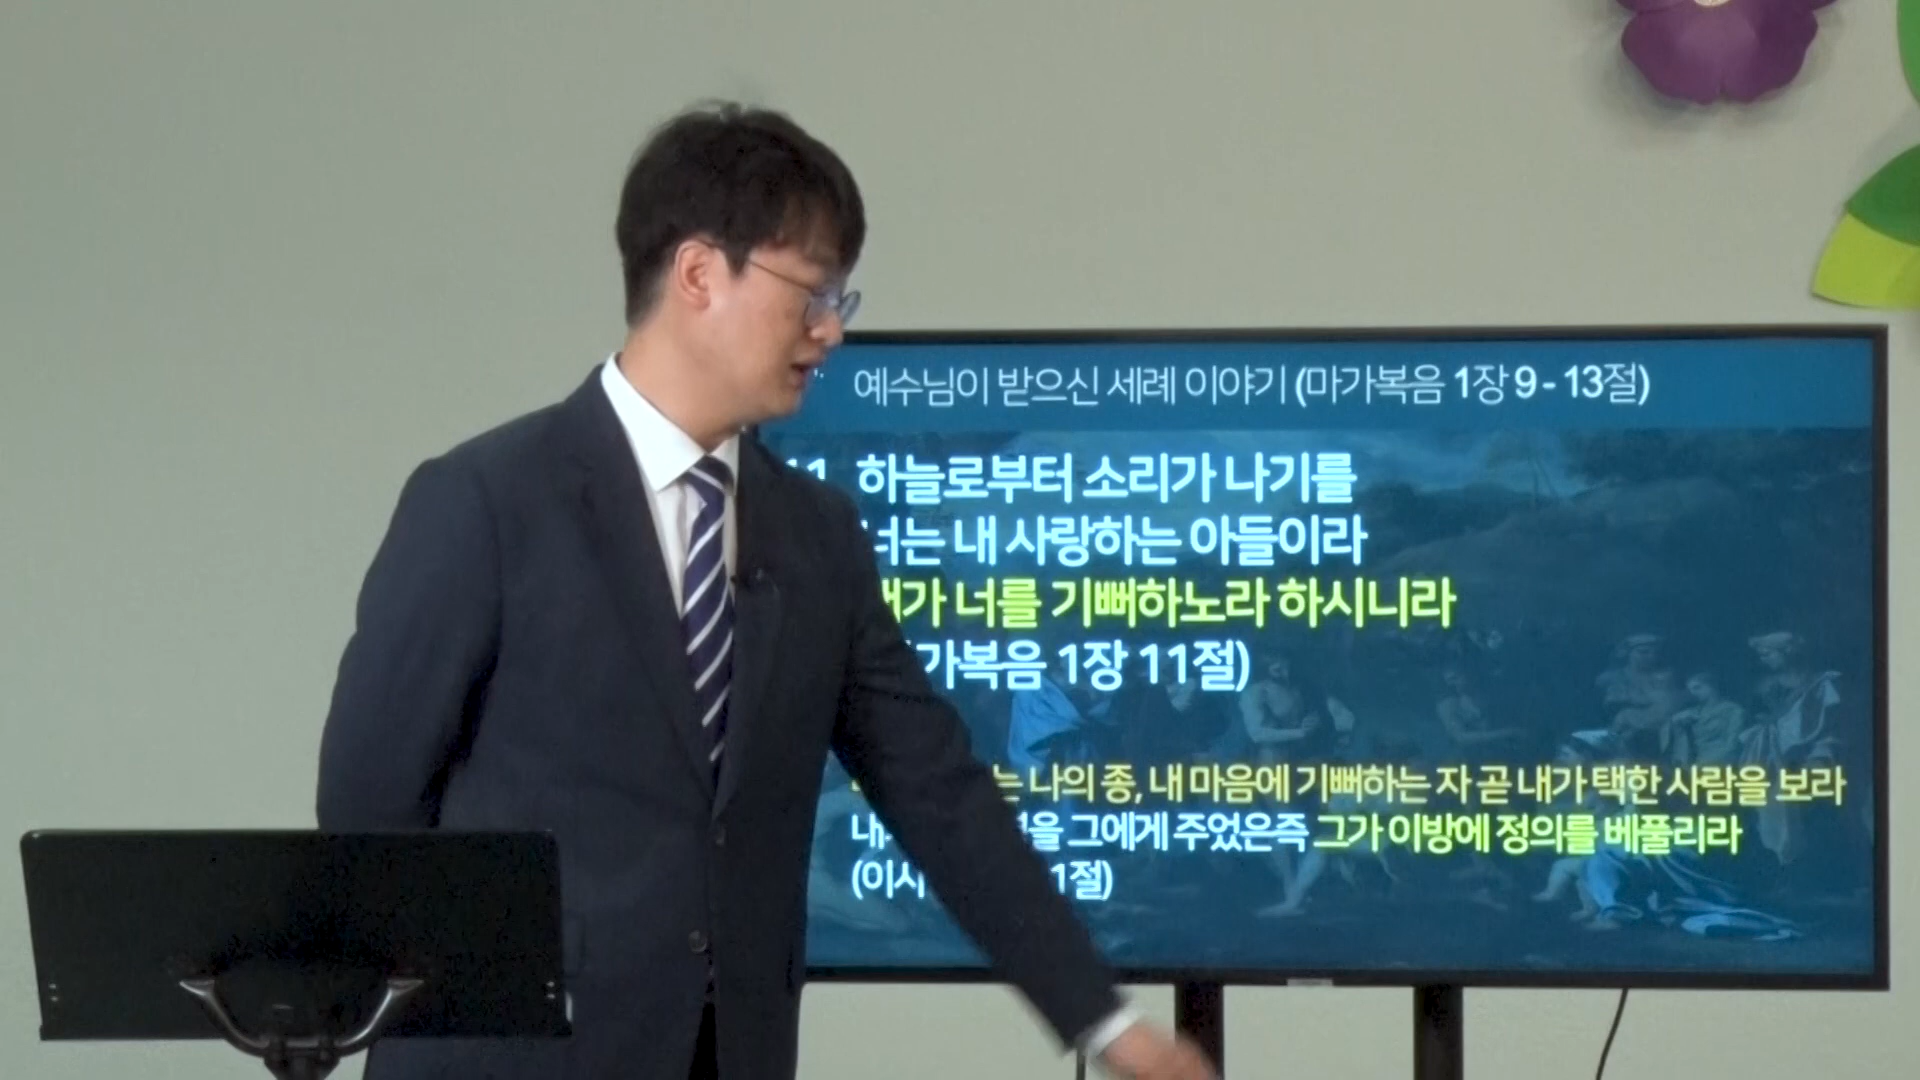 예수님이 받으신 세례 이야기 (마가복음 1장 9 - 13절)
11. 하늘로부터 소리가 나기를
너는 내 사랑하는 아들이라
내가 너를 기뻐하노라 하시니라
가복음 1장 11절)
는 나의 종, 내 마음에 기뻐하는 자 곧 내가 택한 사람을 보라
그에게 주었은즉 그가 이방에 정의를 베풀리라
1절)